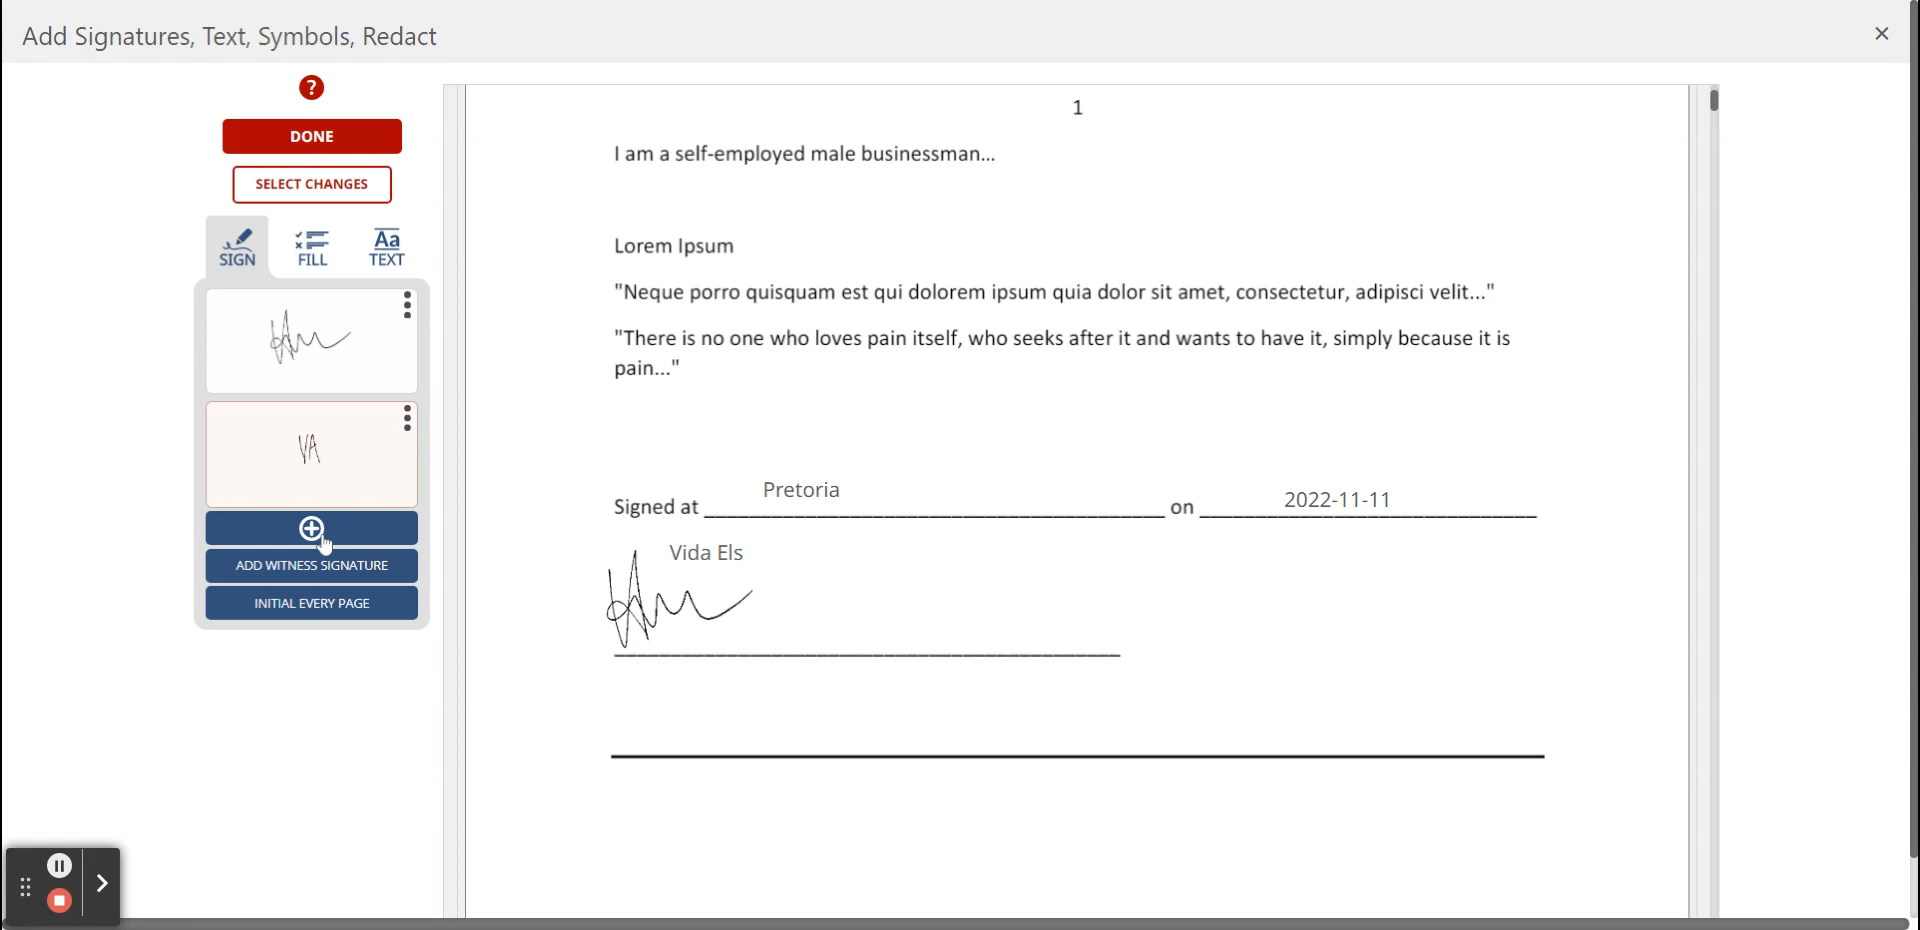 Add Signatures, Text, Symbols, Redact
?
DONE
SELECT CHANGES
SIGN
FILL
Aa
TEXT
VA
ADD WITNESS SIGNATURE
INITIAL EVERY PAGE
1
I am a self-employed male businessman...
Lorem Ipsum
"Neque porro quisquam est qui dolorem ipsum quia dolor sit amet, consectetur, adipisci velit..."
"There is no one who loves pain itself, who seeks after it and wants to have it, simply because it is
pain..."
Signed at Pretoria on 2022-11-11
Vida Els